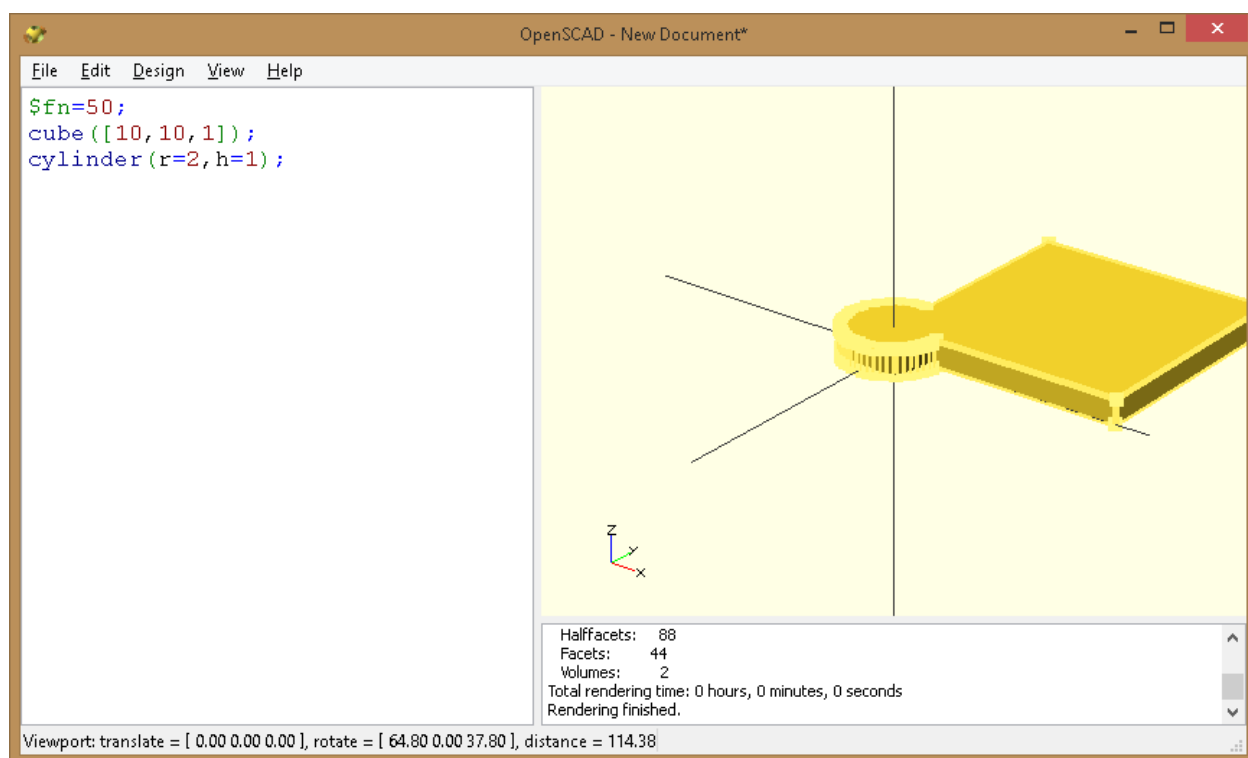 OpenSCAD - New Document*
File Edit Design View Help
$fn=50;
cube([10,10,1]);
cylinder(r=2,h=1);
Z
Y
X
Halffacets: 88
Facets: 44
Volumes: 2
Total rendering time: 0 hours, 0 minutes, 0 seconds
Rendering finished.
Viewport: translate = [ 0.00 0.00 0.00 ], rotate = [ 64.80 0.00 37.80 ], distance = 114.38